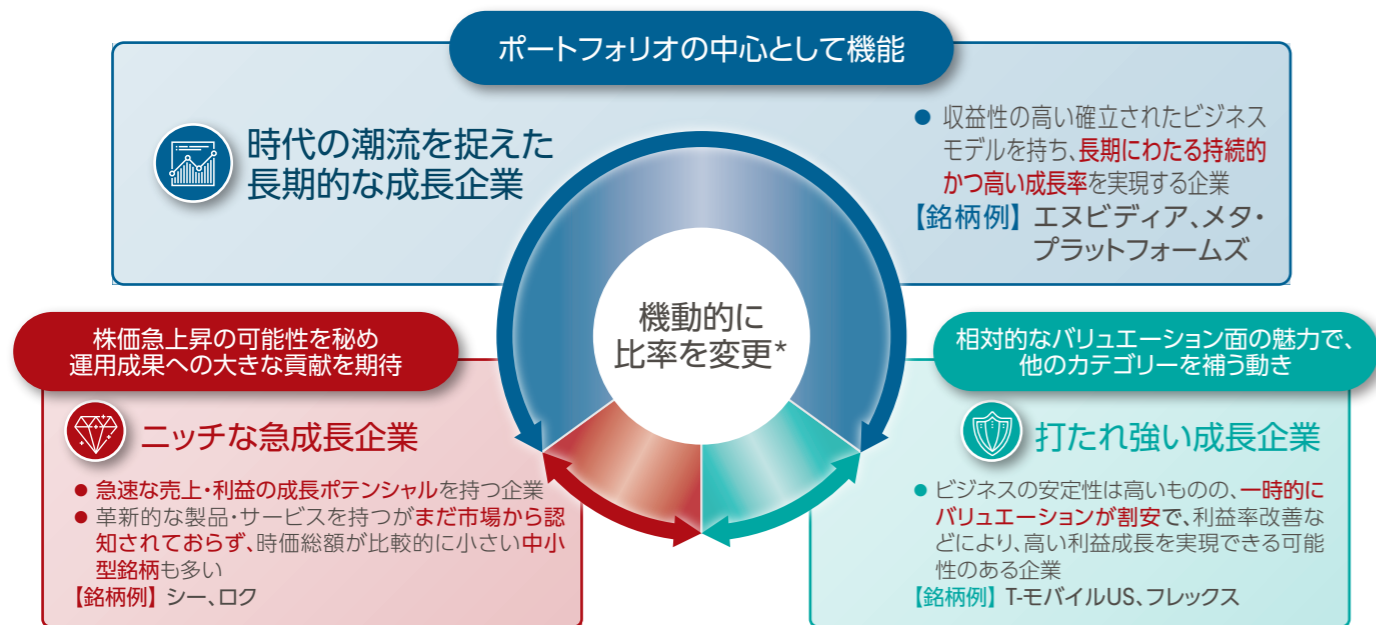 ポートフォリオの中心として機能
時代の潮流を捉えた
長期的な成長企業
● 収益性の高い確立されたビジネス
モデルを持ち、長期にわたる持続的
かつ高い成長率を実現する企業
【銘柄例】 エヌビディア、メタ・
プラットフォームズ
機動的に
比率を変更*
株価急上昇の可能性を秘め
運用成果への大きな貢献を期待
ニッチな急成長企業
● 急速な売上・利益の成長ポテンシャルを持つ企業
● 革新的な製品・サービスを持つがまだ市場から認
知されておらず、時価総額が比較的に小さい中小
型銘柄も多い
【銘柄例】 シー、ロク
相対的なバリュエーション面の魅力で、
他のカテゴリーを補う動き
打たれ強い成長企業
● ビジネスの安定性は高いものの、一時的に
バリュエーションが割安で、利益率改善な
どにより、高い利益成長を実現できる可能
性のある企業
【銘柄例】 T-モバイルUS、フレックス